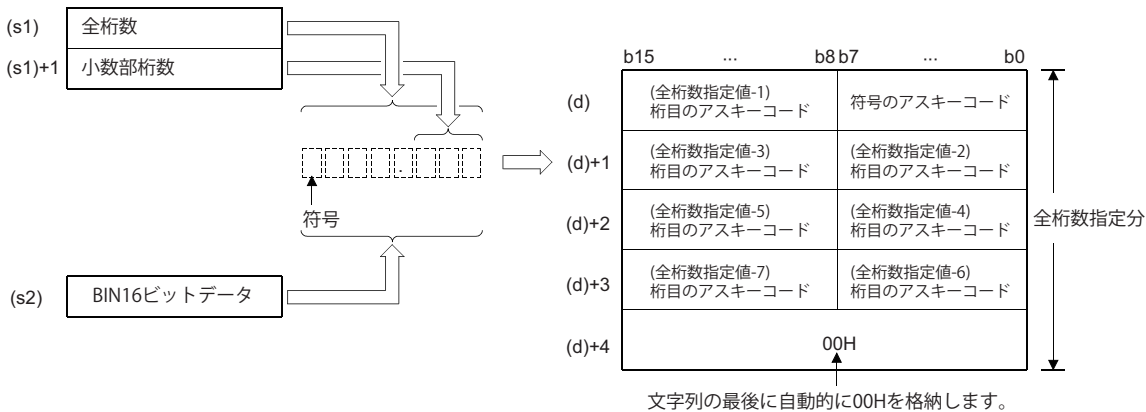 (s1) 全桁数
(s1)+1 小数部桁数
.
符号
(s2) BIN16ビットデータ
b15 ... b8 b7 ... b0
(d)
(全桁数指定値-1)
桁目のアスキーコード
符号のアスキーコード
(d)+1
(全桁数指定値-3)
桁目のアスキーコード
(全桁数指定値-2)
桁目のアスキーコード
(d)+2
(全桁数指定値-5)
桁目のアスキーコード
(全桁数指定値-4)
桁目のアスキーコード
(d)+3
(全桁数指定値-7)
桁目のアスキーコード
(全桁数指定値-6)
桁目のアスキーコード
(d)+4
00H
全桁数指定分
文字列の最後に自動的に00Hを格納します。